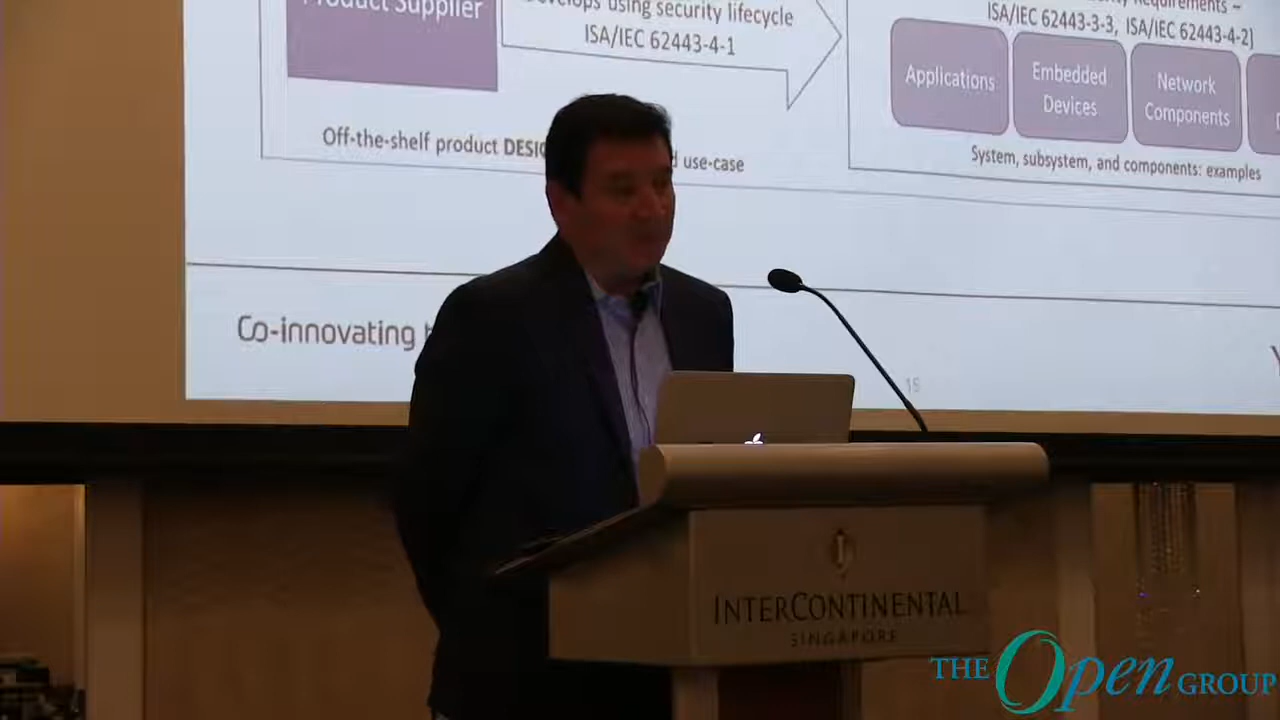 Product Supplier
using security lifecycle
ISA/IEC 62443-4-1
ISA/IEC 62443-3-3, ISA/IEC 62443-4-2)
Applications
Embedded
Devices
Network
Components
Off-the-shelf product
use-case
System, subsystem, and components: examples
Co-innovating
15
INTERCONTINENTAL
SINGAPORE
THE Open GROUP